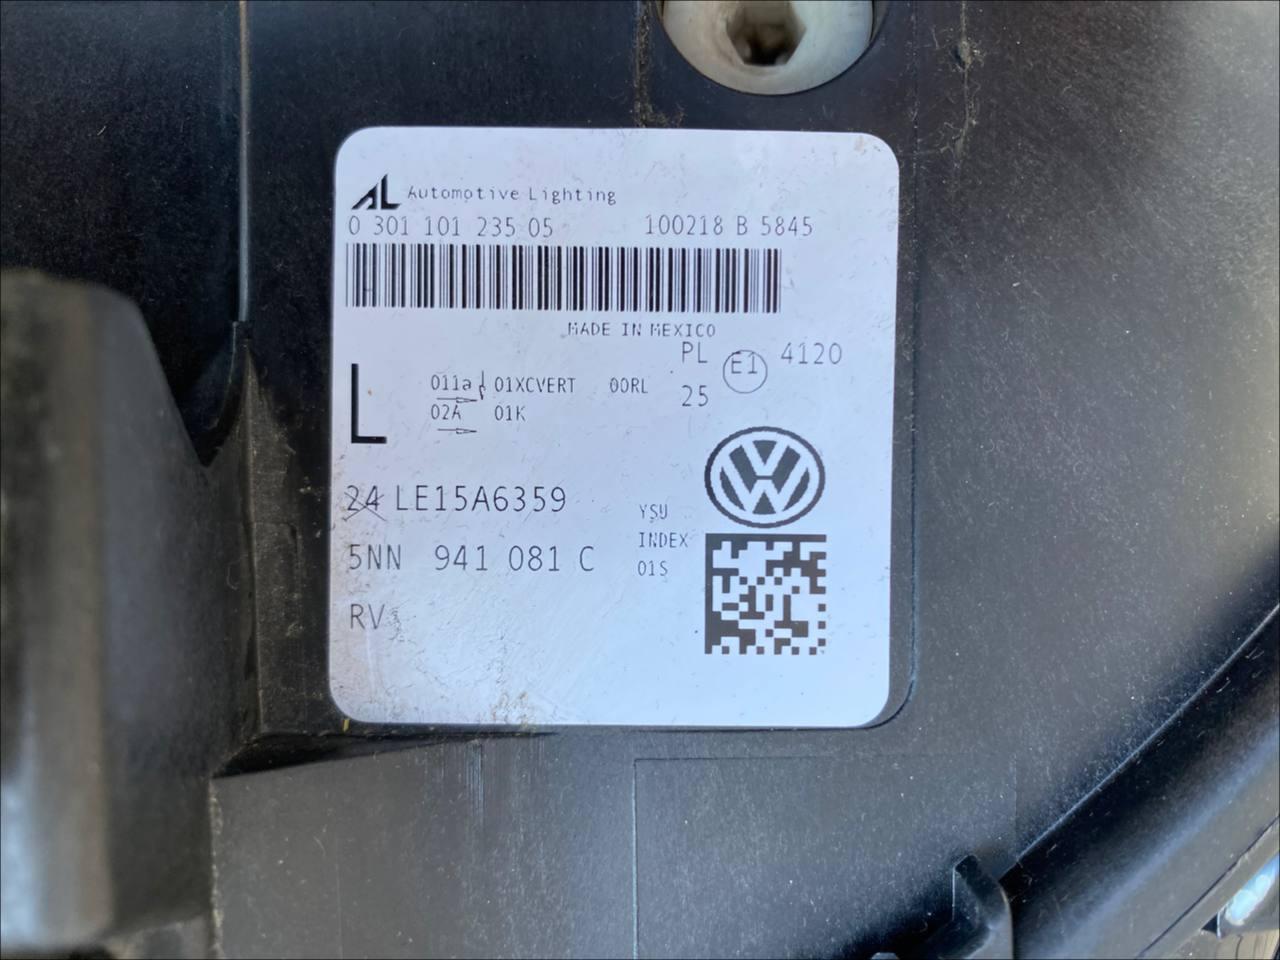 AL Automotive Lighting
0 301 101 235 05 100218 B 5845
MADE IN MEXICO
PL E1 4120
25
L
011a 01XCVERT 00RL
02A 01K
24 LE15A6359
5NN 941 081 C
RV
YSU
INDEX
01S